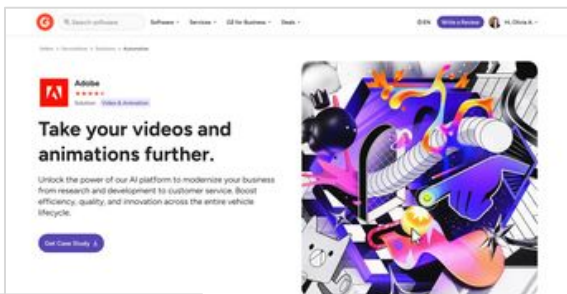 Search software
Software
Services
G2 for Business
Deals
EN
Write a Review
Hi, Olivia A.
Adobe
Solution
Video & Animation
Take your videos and
animations further.
Unlock the power of our AI platform to modernize your business
from research and development to customer service. Boost
efficiency, quality, and innovation across the entire vehicle
lifecycle.
Get Case Study